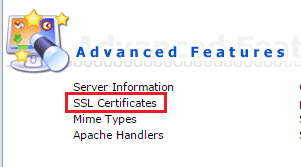 Advanced Features
Server Information
SSL Certificates
Mime Types
Apache Handlers